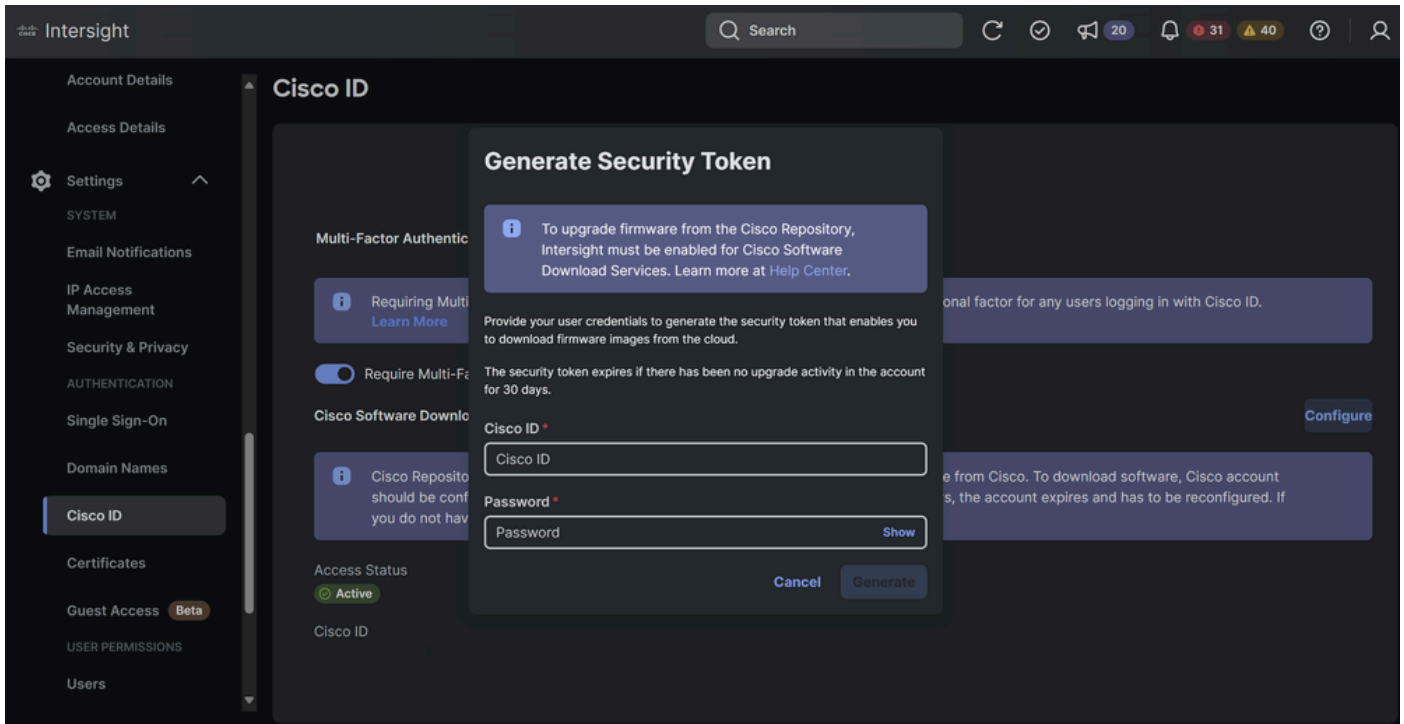 cisco Intersight
Search
20
31
40
Account Details
Access Details
Settings
SYSTEM
Email Notifications
IP Access
Management
Security & Privacy
AUTHENTICATION
Single Sign-On
Domain Names
Cisco ID
Certificates
Guest Access Beta
USER PERMISSIONS
Users
Cisco ID
Multi-Factor Authentic
Requiring Multi
onal factor for any users logging in with Cisco ID.
Learn More
Require Multi-Fa
Cisco Software Downlo
Configure
Cisco Reposito
e from Cisco. To download software, Cisco account
should be conf
s, the account expires and has to be reconfigured. If
you do not hav
Access Status
Active
Cisco ID
Generate Security Token
To upgrade firmware from the Cisco Repository,
Intersight must be enabled for Cisco Software
Download Services. Learn more at Help Center.
Provide your user credentials to generate the security token that enables you
to download firmware images from the cloud.
The security token expires if there has been no upgrade activity in the account
for 30 days.
Cisco ID *
Cisco ID
Password *
Password Show
Cancel Generate